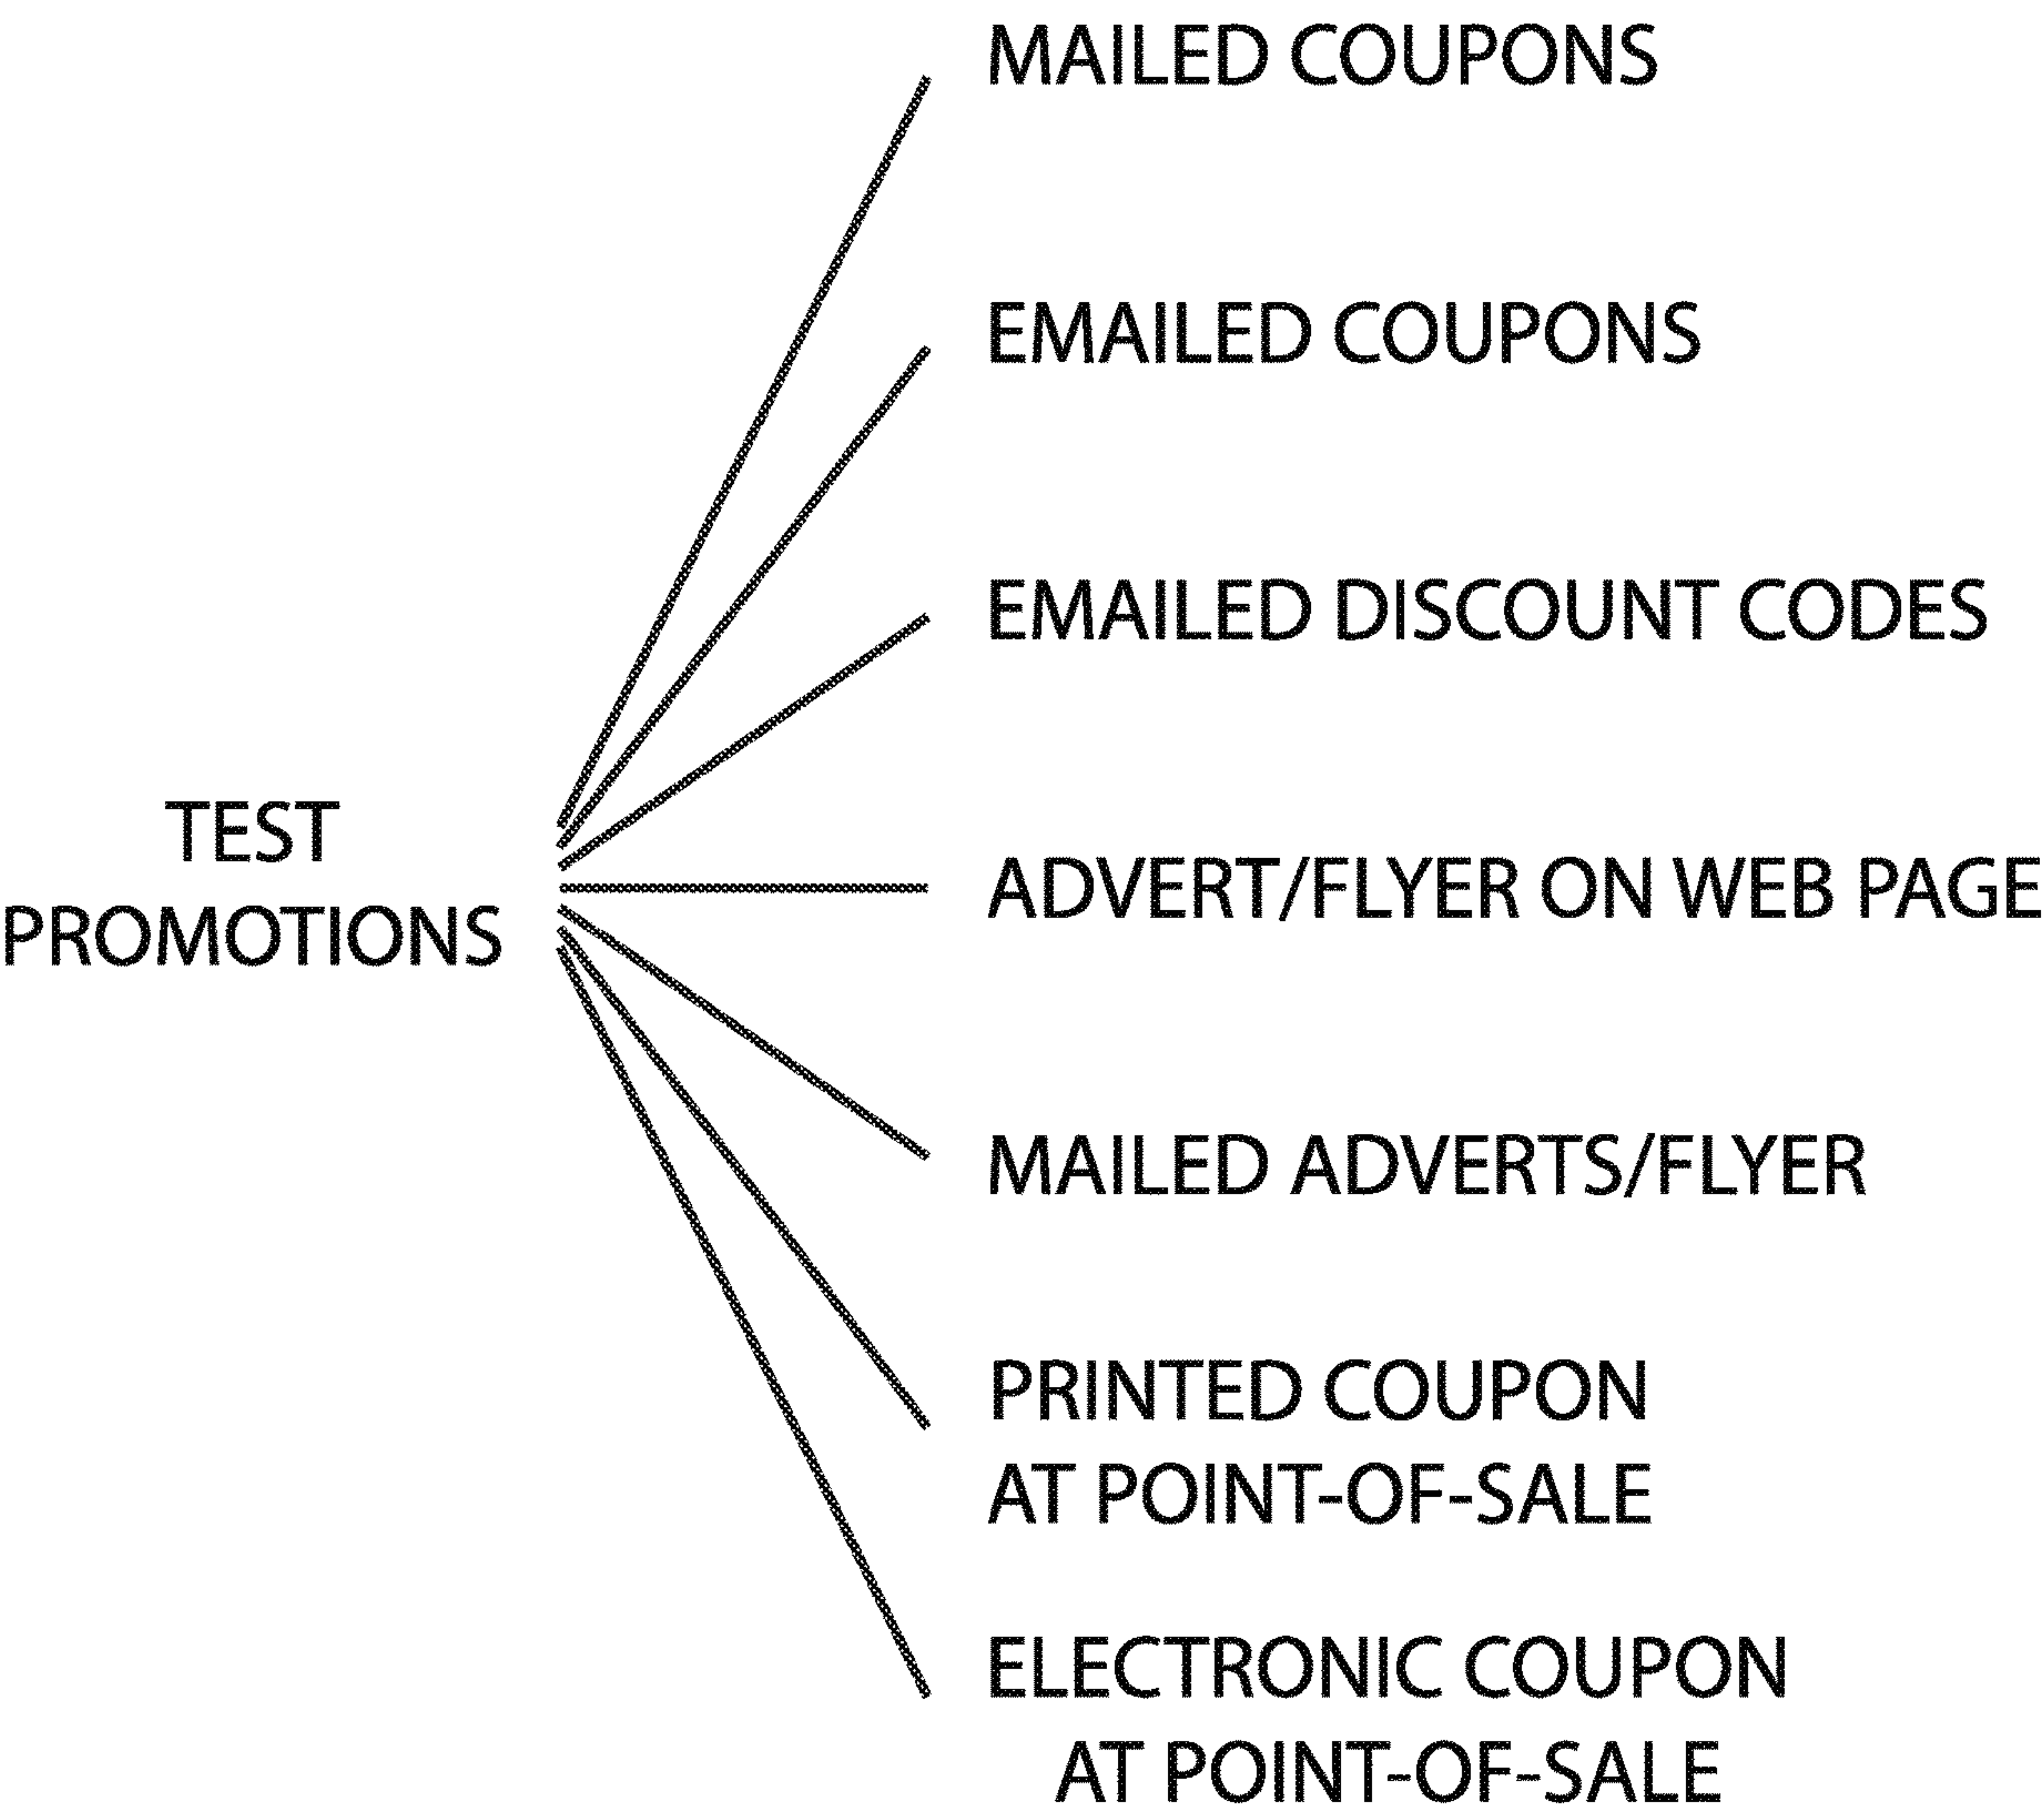 MAILED COUPONS
EMAILED COUPONS
EMAILED DISCOUNT CODES
TEST
PROMOTIONS
ADVERT/FLYER ON WEB PAGE
MAILED ADVERTS/FLYER
PRINTED COUPON
AT POINT-OF-SALE
ELECTRONIC COUPON
AT POINT-OF-SALE